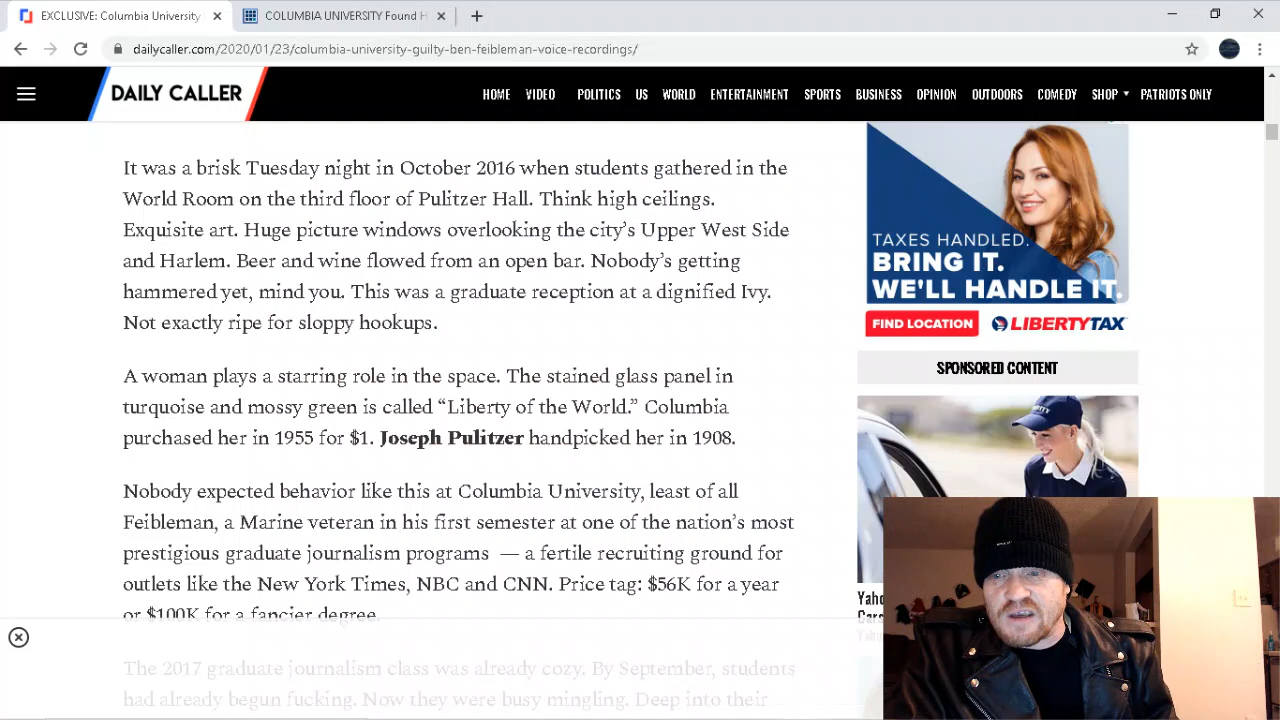 EXCLUSIVE: Columbia University
COLUMBIA UNIVERSITY Found H
dailycaller.com/2020/01/23/columbia-university-guilty-ben-feibleman-voice-recordings/
DAILY CALLER
HOME VIDEO POLITICS US WORLD ENTERTAINMENT SPORTS BUSINESS OPINION OUTDOORS COMEDY SHOP PATRIOTS ONLY
It was a brisk Tuesday night in October 2016 when students gathered in the
World Room on the third floor of Pulitzer Hall. Think high ceilings.
Exquisite art. Huge picture windows overlooking the city’s Upper West Side
and Harlem. Beer and wine flowed from an open bar. Nobody’s getting
hammered yet, mind you. This was a graduate reception at a dignified Ivy.
Not exactly ripe for sloppy hookups.
A woman plays a starring role in the space. The stained glass panel in
turquoise and mossy green is called “Liberty of the World.” Columbia
purchased her in 1955 for $1. Joseph Pulitzer handpicked her in 1908.
Nobody expected behavior like this at Columbia University, least of all
Feibleman, a Marine veteran in his first semester at one of the nation’s most
prestigious graduate journalism programs — a fertile recruiting ground for
outlets like the New York Times, NBC and CNN. Price tag: $56K for a year
or $100K for a fancier degree.
The 2017 graduate journalism class was already cozy. By September, students
had already begun fucking. Now they were busy mingling. Deep into their
TAXES HANDLED.
BRING IT.
WE'LL HANDLE IT.
FIND LOCATION
LIBERTYTAX
SPONSORED CONTENT